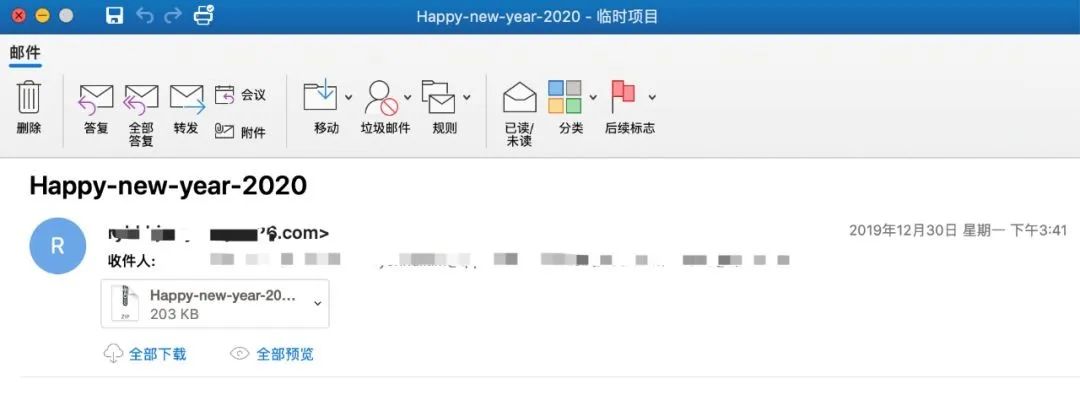 Happy-new-year-2020 - 临时项目
邮件
删除
答复
全部
答复
转发
会议
附件
移动
垃圾邮件
规则
已读/
未读
分类
后续标志
Happy-new-year-2020
R
6.com>
2019年12月30日 星期一 下午3:41
收件人:
Happy-new-year-20...
ZIP
203 KB
全部下载
全部预览